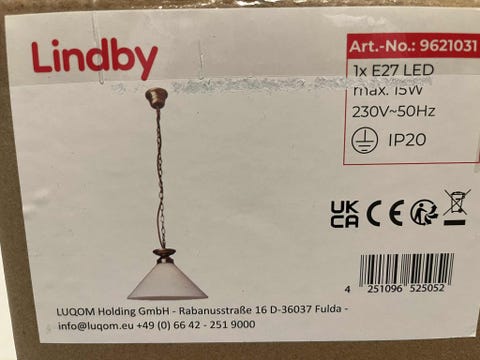 Lindby
Art.-No.: 9621031
1x E27 LED
max. 15W
230V~50Hz
IP20
UK
CA CE
4 251096 525052
LUQOM Holding GmbH - Rabanusstraße 16 D-36037 Fulda -
info@luqom.eu +49 (0) 66 42 - 251 9000